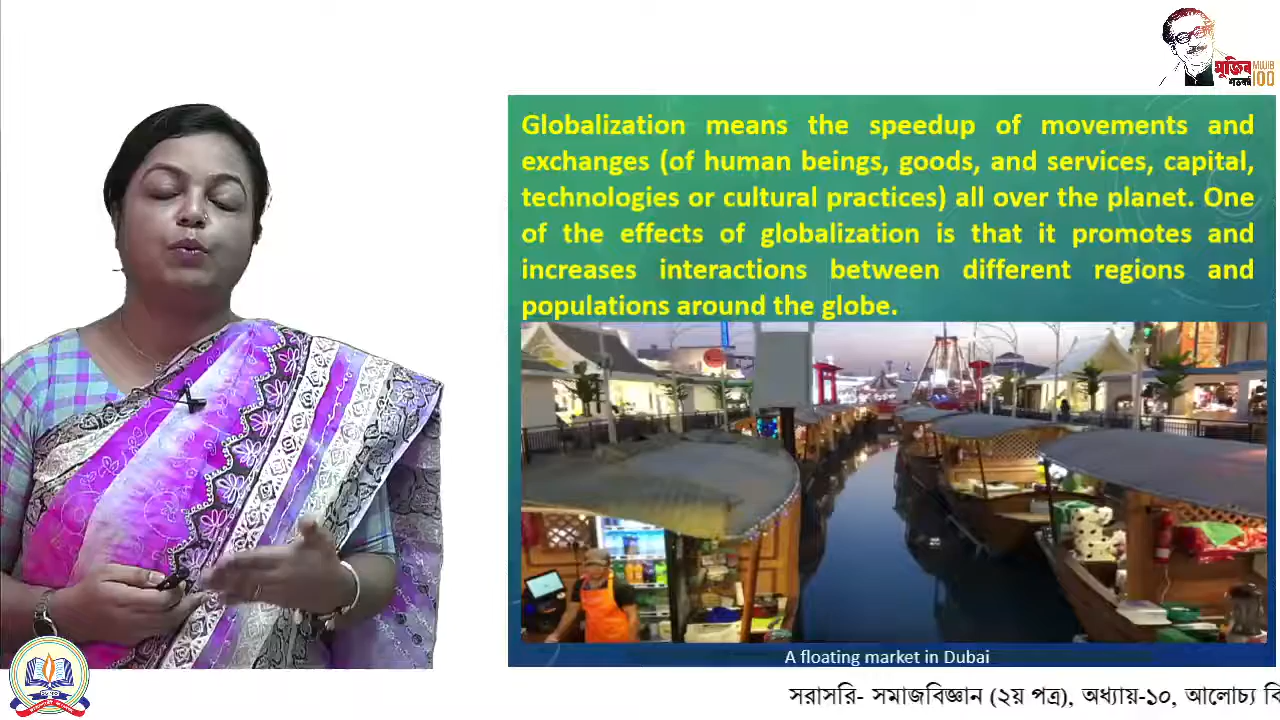 মুজিব
শতবর্ষ
MUJIB
100
Globalization means the speedup of movements and
exchanges (of human beings, goods, and services, capital,
technologies or cultural practices) all over the planet. One
of the effects of globalization is that it promotes and
increases interactions between different regions and
populations around the globe.
A floating market in Dubai
সরাসরি- সমাজবিজ্ঞান (২য় পত্র), অধ্যায়-১০, আলোচ্য বি